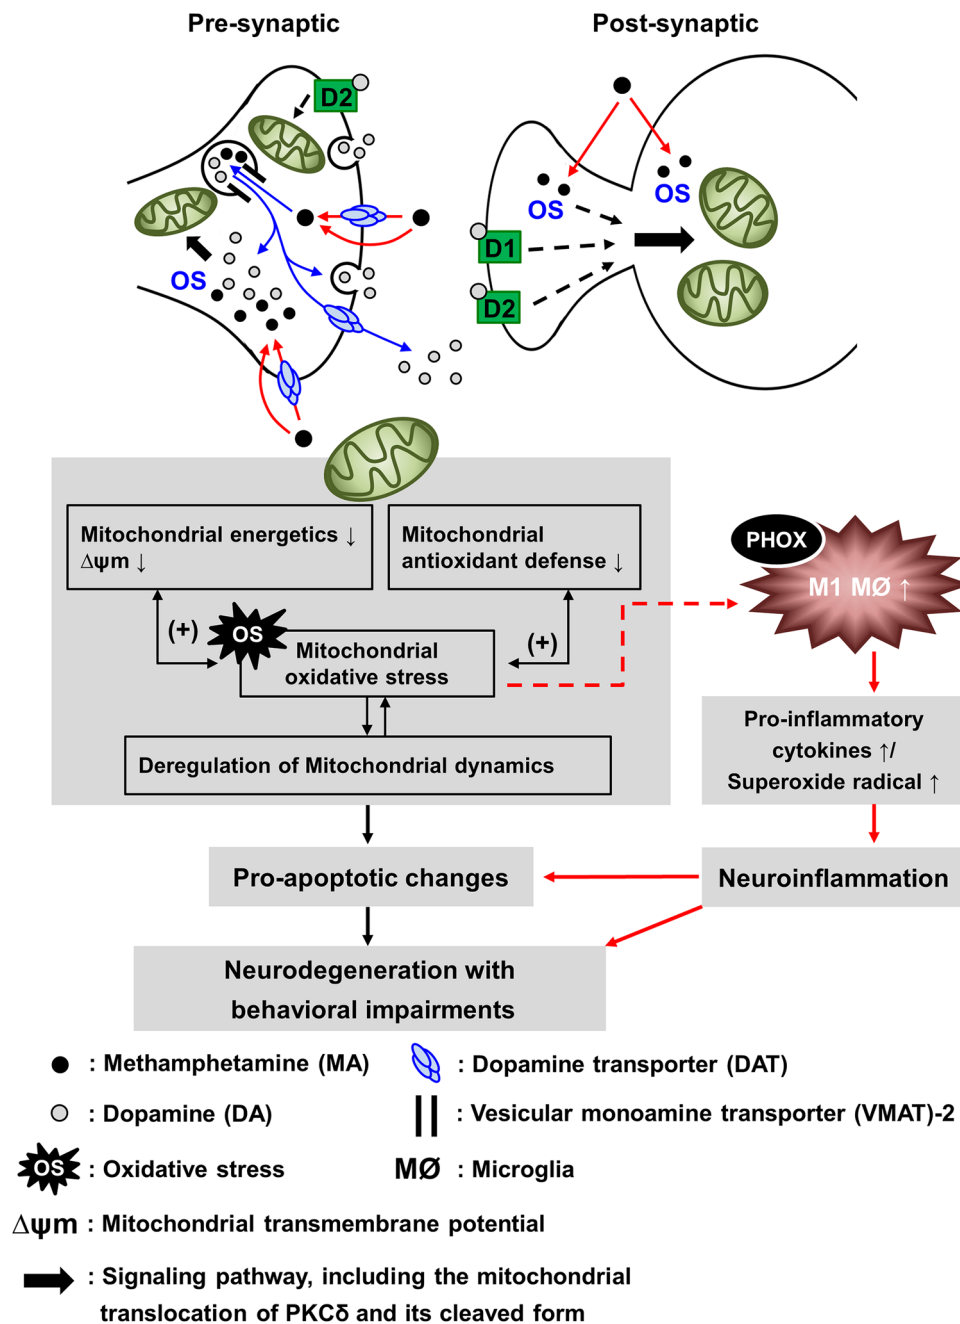 Pre-synaptic
Post-synaptic
D2
OS
OS
OS
D1
D2
Mitochondrial energetics ↓
Δψm ↓
Mitochondrial
antioxidant defense ↓
PHOX
M1 MØ ↑
(+)
OS
(+)
Mitochondrial
oxidative stress
Deregulation of Mitochondrial dynamics
Pro-inflammatory
cytokines ↑/
Superoxide radical ↑
Pro-apoptotic changes
Neuroinflammation
Neurodegeneration with
behavioral impairments
: Methamphetamine (MA)
: Dopamine transporter (DAT)
: Dopamine (DA)
: Vesicular monoamine transporter (VMAT)-2
OS : Oxidative stress
MØ : Microglia
Δψm : Mitochondrial transmembrane potential
: Signaling pathway, including the mitochondrial
translocation of PKCδ and its cleaved form